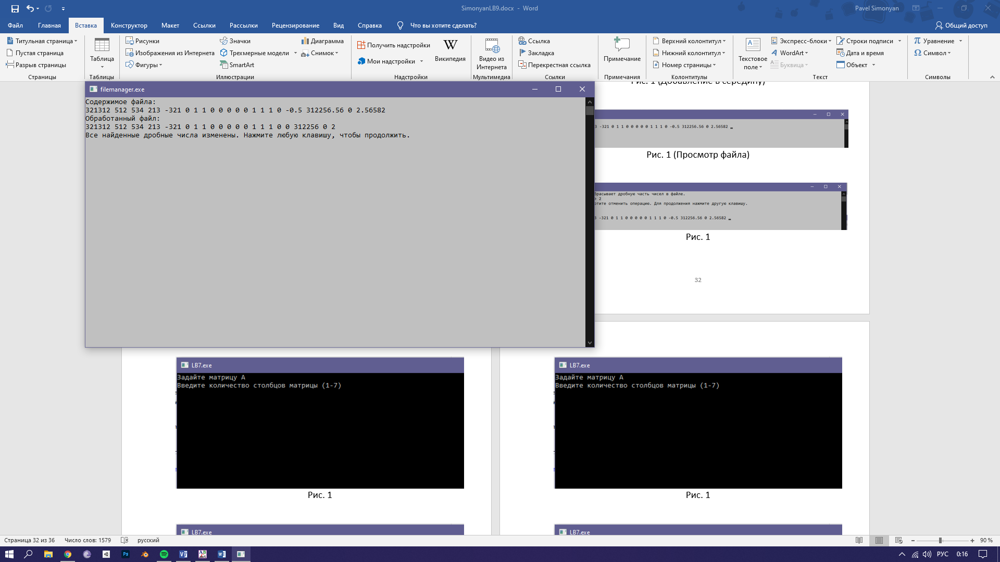 SimonyanLB9.docx - Word
Pavel Simonyan
Файл Главная Вставка Конструктор Макет Ссылки Рассылки Рецензирование Вид Справка Что вы хотите сделать? Общий доступ
Титульная страница
Пустая страница
Разрыв страницы
Страницы
Таблица
Таблицы
Рисунки
Изображения из Интернета
Фигуры
Значки
Трехмерные модели
SmartArt
Диаграмма
Снимок
Иллюстрации
Получить надстройки
Мои надстройки
W
Википедия
Надстройки
Видео из
Интернета
Мультимедиа
Ссылка
Закладка
Перекрестная ссылка
Ссылки
Примечание
Примечания
Верхний колонтитул
Нижний колонтитул
Номер страницы
Колонтитулы
Текстовое
поле
Экспресс-блоки
WordArt
Буквица
Строки подписи
Дата и время
Объект
Текст
Уравнение
Символ
Символы
filemanager.exe
Содержимое файла:
321312 512 534 213 -321 0 1 1 0 0 0 0 0 1 1 1 0 -0.5 312256.56 0 2.56582
Обработанный файл:
321312 512 534 213 -321 0 1 1 0 0 0 0 0 1 1 1 0 0 312256 0 2
Все найденные дробные числа изменены. Нажмите любую клавишу, чтобы продолжить.
Рис. 1 (Добавление в середину)
3 -321 0 1 1 0 0 0 0 0 1 1 1 0 -0.5 312256.56 0 2.56582
Рис. 1 (Просмотр файла)
брасывает дробную часть чисел в файле.
> 2
отите отменить операцию. Для продолжения нажмите другую клавишу.
3 -321 0 1 1 0 0 0 0 0 1 1 1 0 -0.5 312256.56 0 2.56582
Рис. 1
32
LB7.exe
Задайте матрицу A
Введите количество столбцов матрицы (1-7)
Рис. 1
LB7.exe
LB7.exe
Задайте матрицу A
Введите количество столбцов матрицы (1-7)
Рис. 1
LB7.exe
Страница 32 из 36 Число слов: 1579 русский 90 %
Ps
РУС 0:16